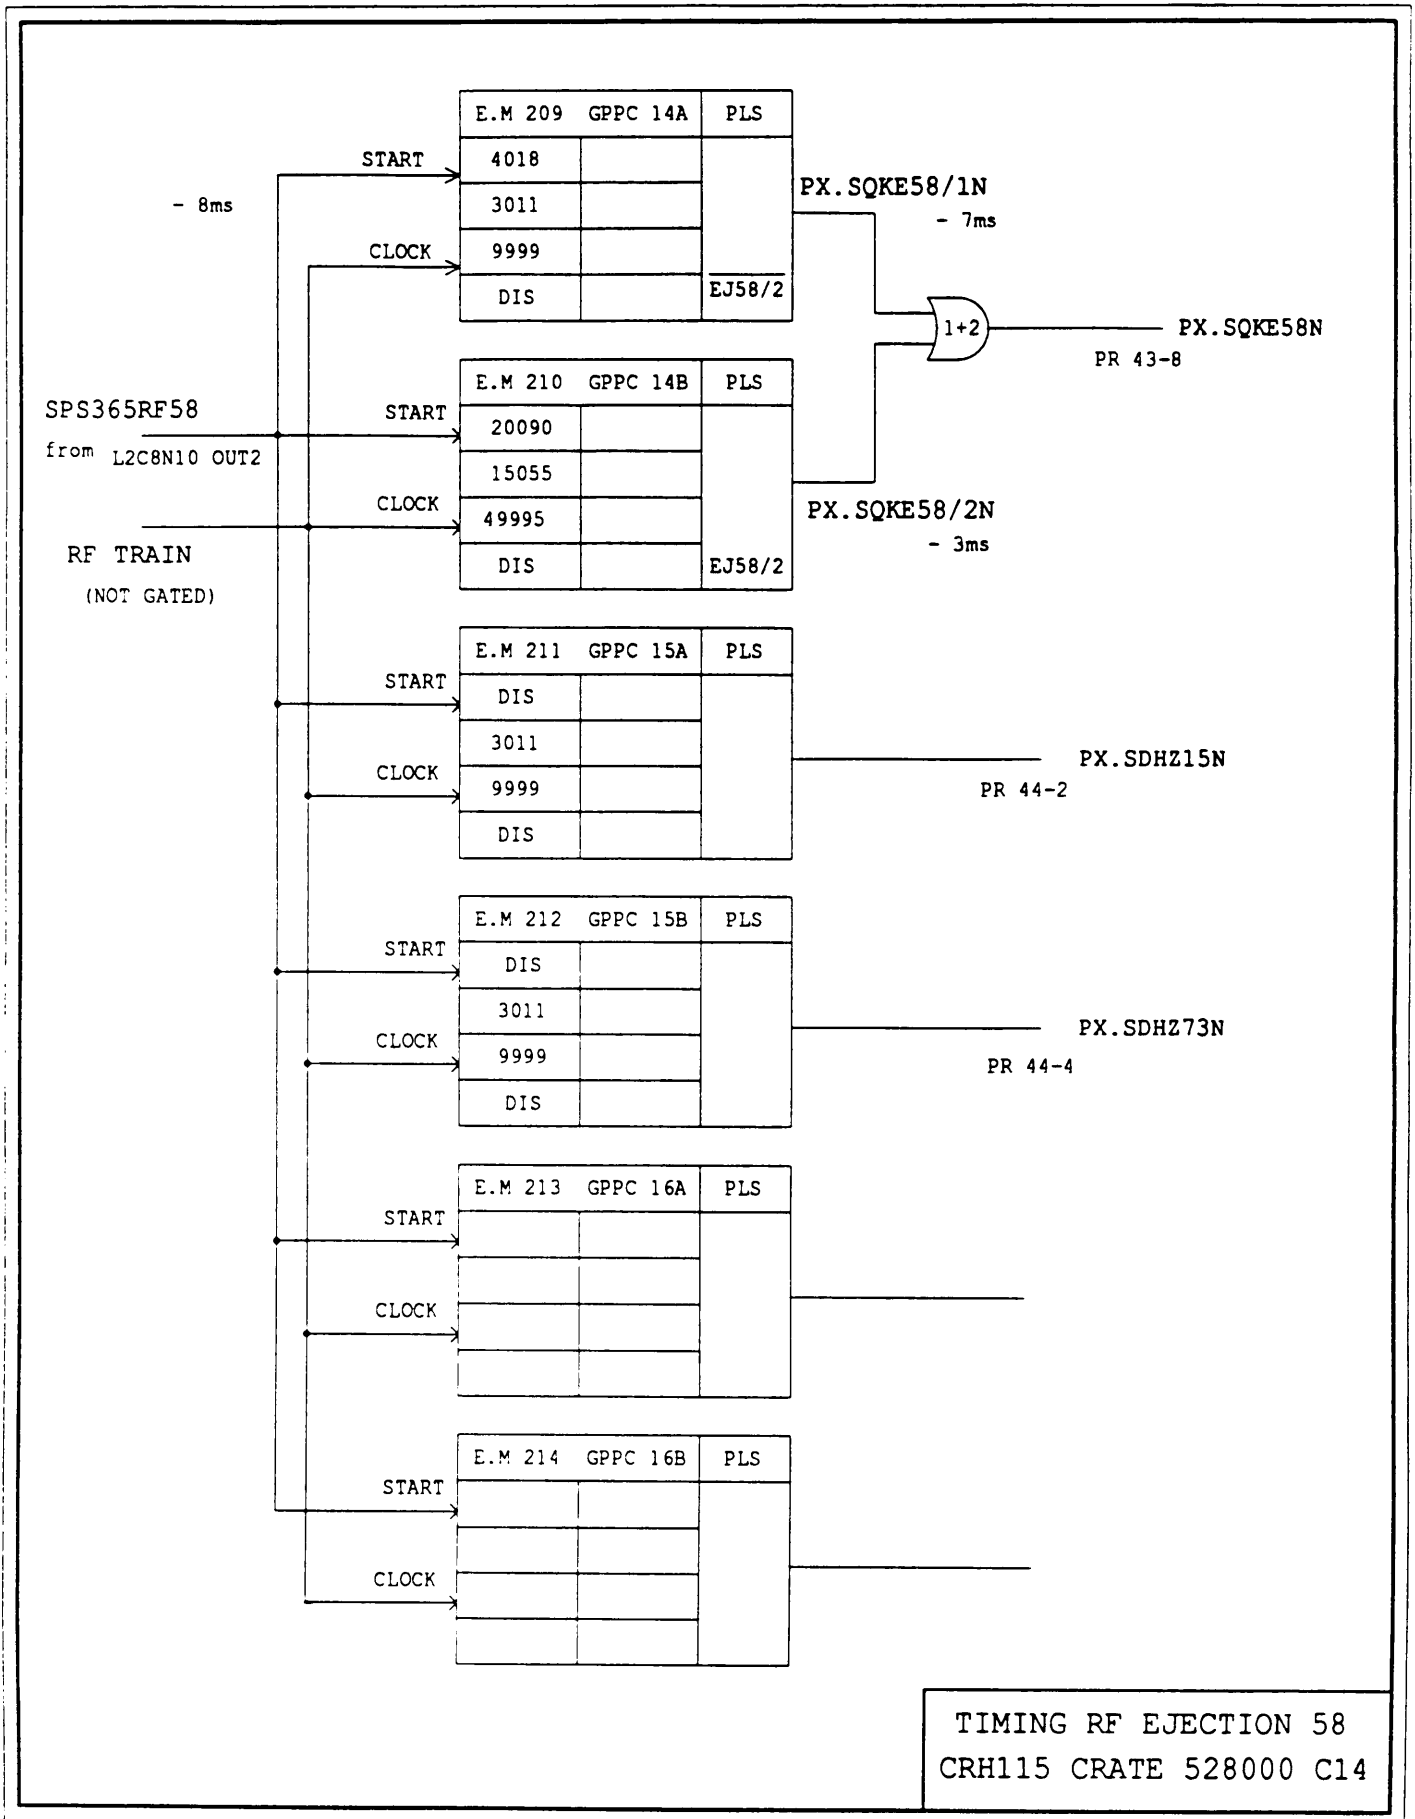 E.M 209 GPPC 14A PLS
START 4018
- 8ms
3011
CLOCK 9999
DIS
EJ58/2
PX.SQKE58/1N
- 7ms
1+2
PX.SQKE58N
PR 43-8
E.M 210 GPPC 14B PLS
SPS365RF58
from L2C8N10 OUT2
START 20090
15055
CLOCK 49995
DIS
EJ58/2
PX.SQKE58/2N
- 3ms
RF TRAIN
(NOT GATED)
E.M 211 GPPC 15A PLS
START DIS
3011
CLOCK 9999
DIS
PX.SDHZ15N
PR 44-2
E.M 212 GPPC 15B PLS
START DIS
3011
CLOCK 9999
DIS
PX.SDHZ73N
PR 44-4
E.M 213 GPPC 16A PLS
START
CLOCK
E.M 214 GPPC 16B PLS
START
CLOCK
TIMING RF EJECTION 58
CRH115 CRATE 528000 C14